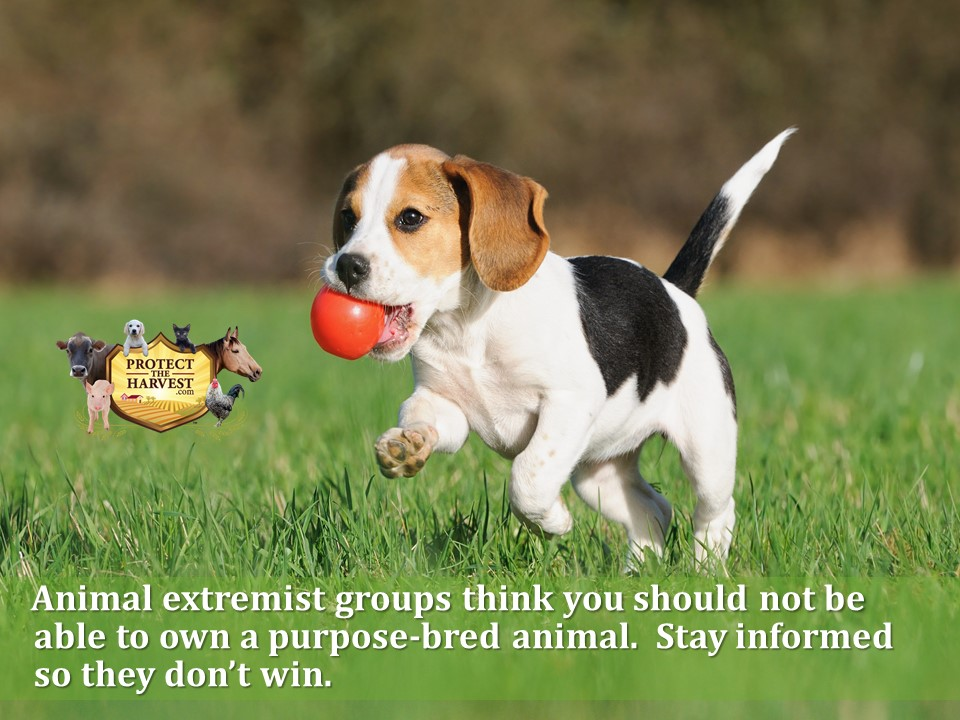 PROTECT
THE
HARVEST
.com
Animal extremist groups think you should not be
able to own a purpose-bred animal.  Stay informed
so they don’t win.